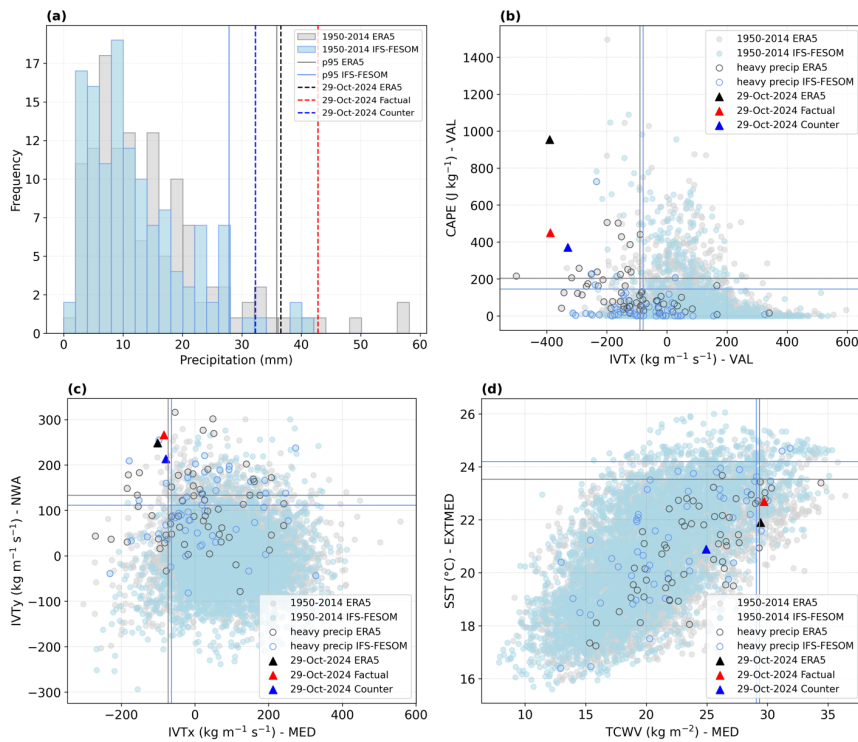 (a)
1950-2014 ERA5
1950-2014 IFS-FESOM
p95 ERA5
p95 IFS-FESOM
29-Oct-2024 ERA5
29-Oct-2024 Factual
29-Oct-2024 Counter
17
15
12
10
7
5
2
0
Frequency
0 10 20 30 40 50 60
Precipitation (mm)
(b)
1950-2014 ERA5
1950-2014 IFS-FESOM
heavy precip ERA5
heavy precip IFS-FESOM
29-Oct-2024 ERA5
29-Oct-2024 Factual
29-Oct-2024 Counter
1400
1200
1000
800
600
400
200
0
CAPE (J kg⁻¹) - VAL
−400 −200 0 200 400 600
IVTx (kg m⁻¹ s⁻¹) - VAL
(c)
300
200
100
0
−100
−200
−300
IVTy (kg m⁻¹ s⁻¹) - NWA
1950-2014 ERA5
1950-2014 IFS-FESOM
heavy precip ERA5
heavy precip IFS-FESOM
29-Oct-2024 ERA5
29-Oct-2024 Factual
29-Oct-2024 Counter
−200 0 200 400 600
IVTx (kg m⁻¹ s⁻¹) - MED
(d)
26
24
22
20
18
16
SST (°C) - EXTMED
1950-2014 ERA5
1950-2014 IFS-FESOM
heavy precip ERA5
heavy precip IFS-FESOM
29-Oct-2024 ERA5
29-Oct-2024 Factual
29-Oct-2024 Counter
10 15 20 25 30 35
TCWV (kg m⁻²) - MED